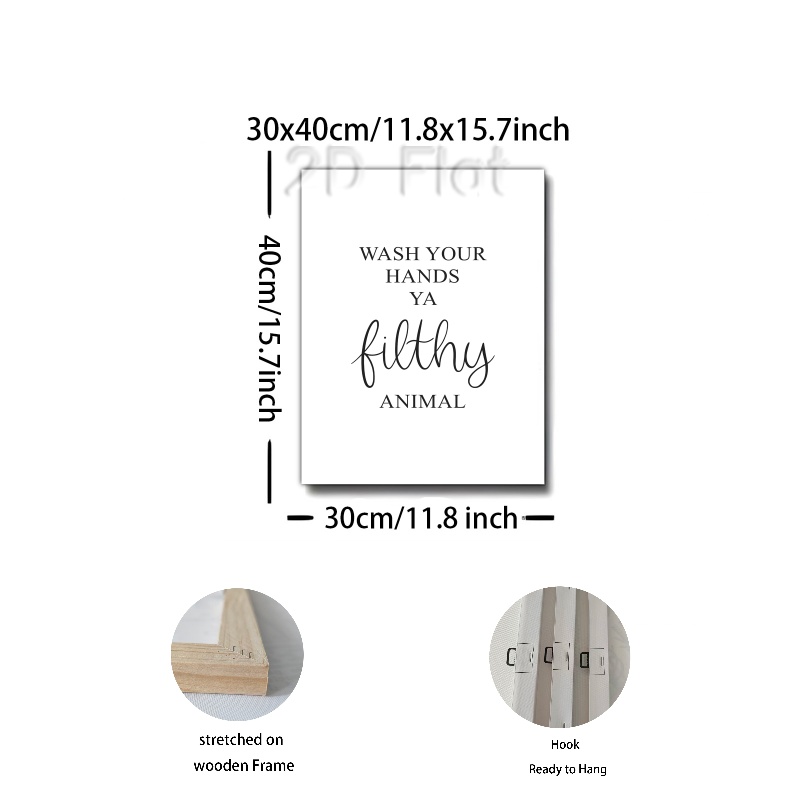 30x40cm/11.8x15.7inch
2D Flat
40cm/15.7inch
WASH YOUR
HANDS
YA
filthy
ANIMAL
30cm/11.8 inch
stretched on
wooden Frame
Hook
Ready to Hang